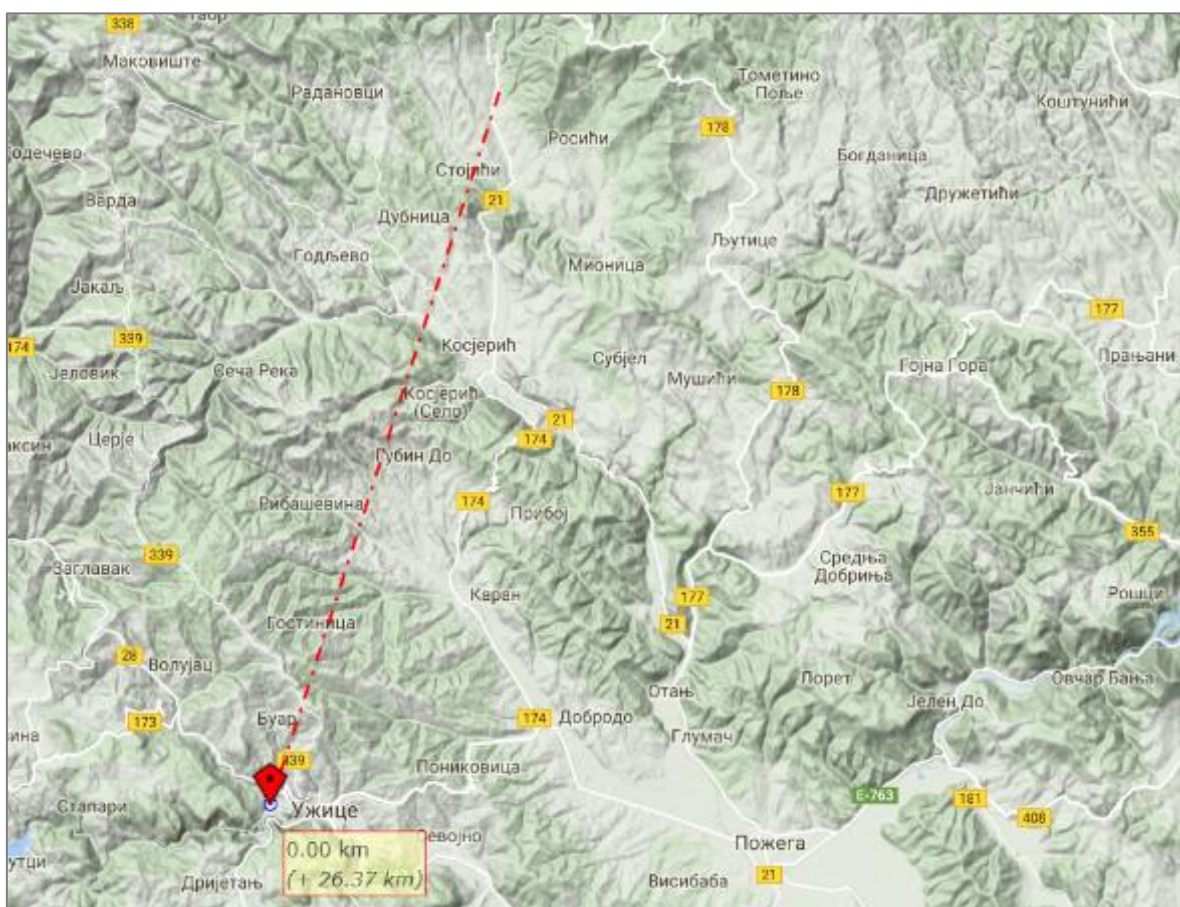 338
Маковиште
Радановци
Тометино
Поље
Коштунићи
178
Росићи
Богданица
Стојићи
Варда
21
Дружетићи
Дубница
Љутице
Годљево
Мионица
Јакаљ
177
339
174
Косјерић
Субјел
Прањани
Јеловик
Сеча Река
Гојна Гора
Мушићи
178
Косјерић
(Село)
21
174
Церје
Губин До
177
Јанчићи
174
Рибашевина
Прибој
355
339
Средња
Добриња
Заглавак
Каран
177
Рошци
Гостиница
21
28
Волујац
Отањ
Лорет
Овчар Бања
Јелен До
173
Буар
174
Добродо
Глумач
339
Пониковица
E-763
181
Стапари
Ужице
408
Пожега
0.00 km
(+ 26.37 km)
Дријетањ
Висибаба
21